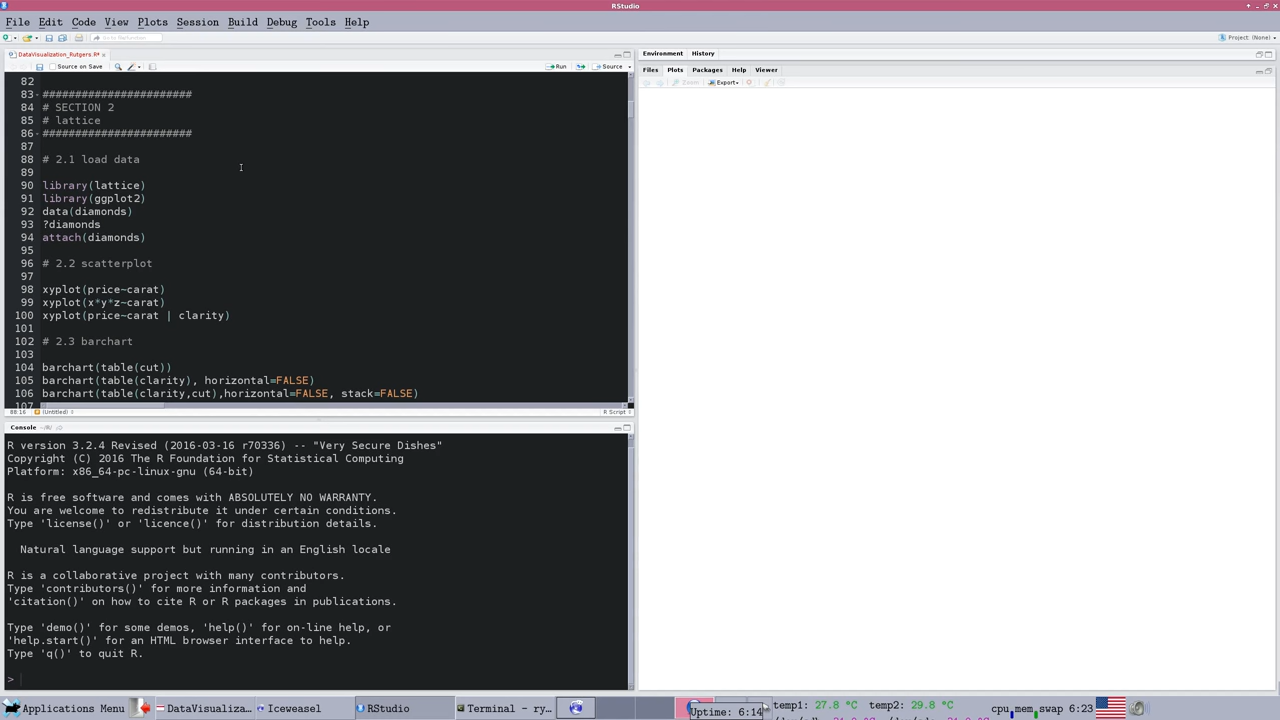 RStudio
File Edit Code View Plots Session Build Debug Tools Help
Go to file/function
Project: (None)
DataVisualization_Rutgers.R*
Source on Save
Run
Source
82
83 #######################
84 # SECTION 2
85 # lattice
86 #######################
87
88 # 2.1 load data
89
90 library(lattice)
91 library(ggplot2)
92 data(diamonds)
93 ?diamonds
94 attach(diamonds)
95
96 # 2.2 scatterplot
97
98 xyplot(price~carat)
99 xyplot(x*y*z~carat)
100 xyplot(price~carat | clarity)
101
102 # 2.3 barchart
103
104 barchart(table(cut))
105 barchart(table(clarity), horizontal=FALSE)
106 barchart(table(clarity,cut),horizontal=FALSE, stack=FALSE)
107
88:16 (Untitled) R Script
Console ~/R/
R version 3.2.4 Revised (2016-03-16 r70336) -- "Very Secure Dishes"
Copyright (C) 2016 The R Foundation for Statistical Computing
Platform: x86_64-pc-linux-gnu (64-bit)
R is free software and comes with ABSOLUTELY NO WARRANTY.
You are welcome to redistribute it under certain conditions.
Type 'license()' or 'licence()' for distribution details.
Natural language support but running in an English locale
R is a collaborative project with many contributors.
Type 'contributors()' for more information and
'citation()' on how to cite R or R packages in publications.
Type 'demo()' for some demos, 'help()' for on-line help, or
'help.start()' for an HTML browser interface to help.
Type 'q()' to quit R.
>
Environment History
Files Plots Packages Help Viewer
Zoom Export
Applications Menu
DataVisualiza...
Iceweasel
RStudio
Terminal - ry...
Uptime: 6:14
temp1: 27.8 °C temp2: 29.8 °C
cpu mem swap 6:23